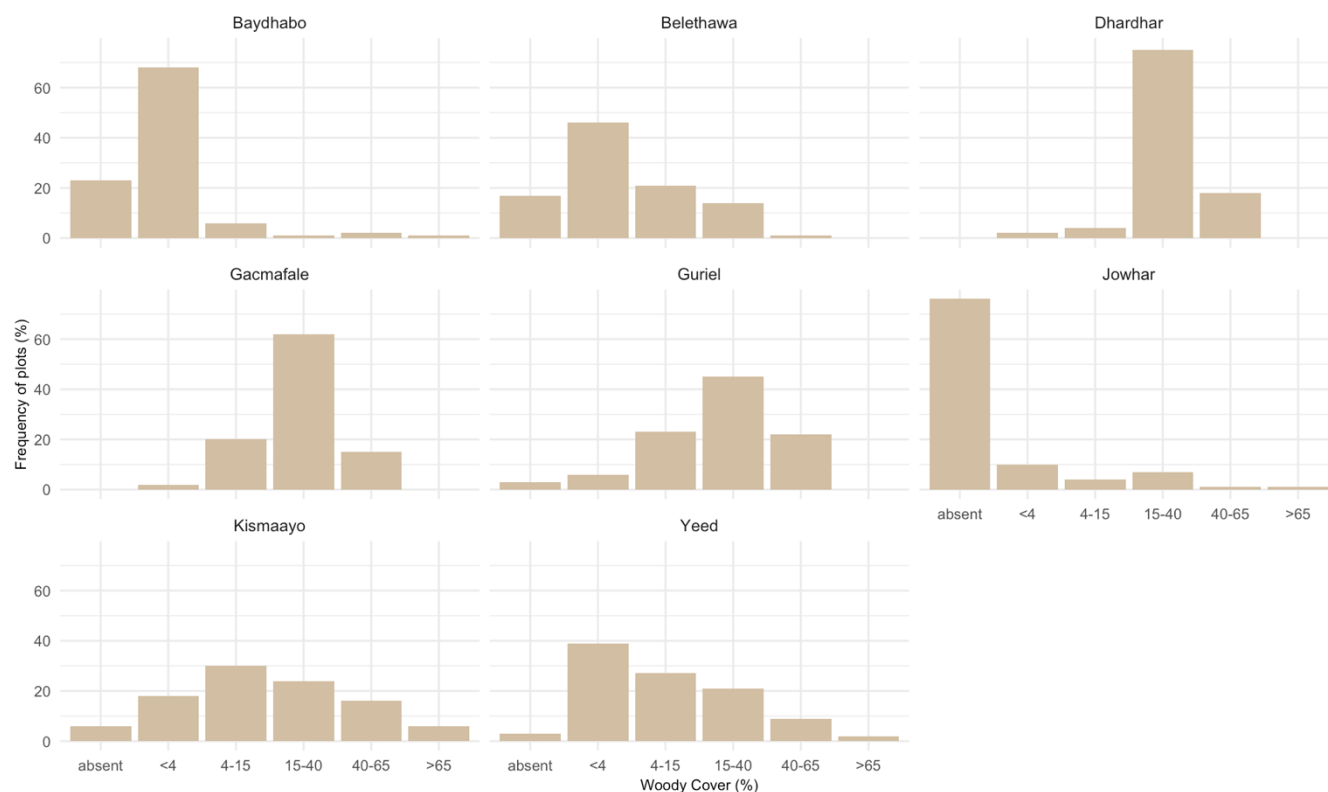 Baydhabo
Belethawa
Dhardhar
60
40
20
0
Gacmafale
Guriel
Jowhar
Frequency of plots (%)
60
40
20
0
absent
<4
4-15
15-40
40-65
>65
Kismaayo
Yeed
60
40
20
0
absent
<4
4-15
15-40
40-65
>65
absent
<4
4-15
15-40
40-65
>65
Woody Cover (%)